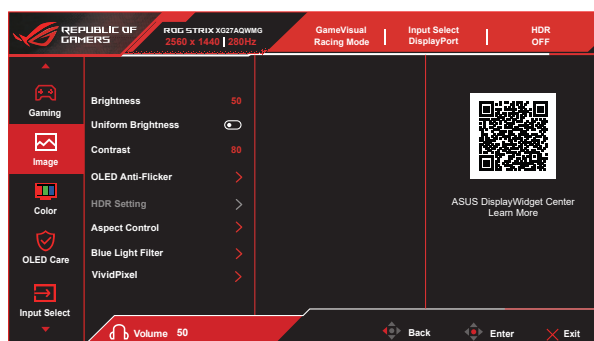 REPUBLIC OF
GAMERS
ROG STRIX XG27AQWMG
2560 x 1440 | 280Hz
GameVisual
Racing Mode
Input Select
DisplayPort
HDR
OFF
Gaming
Image
Color
OLED Care
Input Select
Brightness 50
Uniform Brightness
Contrast 80
OLED Anti-Flicker
HDR Setting
Aspect Control
Blue Light Filter
VividPixel
ASUS DisplayWidget Center
Learn More
Volume 50
Back
Enter
Exit